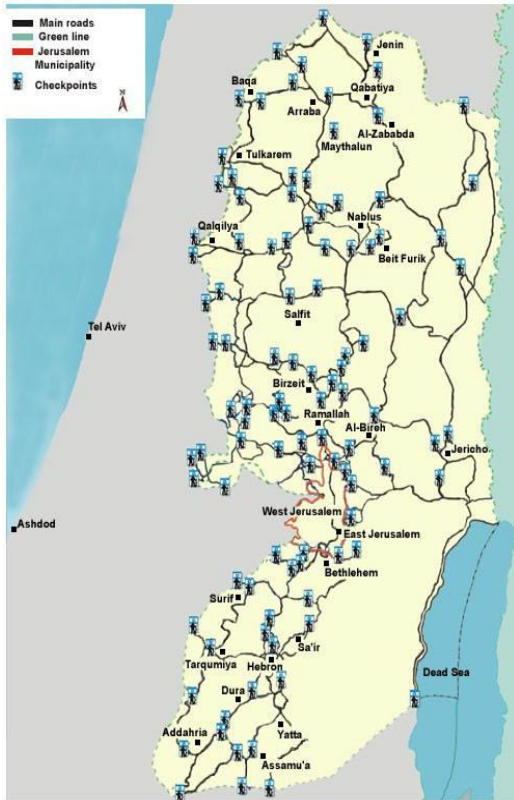 Main roads
Green line
Jerusalem
Municipality
Checkpoints
N
Jenin
Baqa
Qabatiya
Arraba
Al-Zababda
Maythalun
Tulkarem
Nablus
Qalqilya
Beit Furik
Salfit
Tel Aviv
Birzeit
Ramallah
Al-Bireh
Jericho
West Jerusalem
Ashdod
East Jerusalem
Bethlehem
Surif
Sa'ir
Tarqumiya
Hebron
Dead Sea
Dura
Addahria
Yatta
Assamu'a